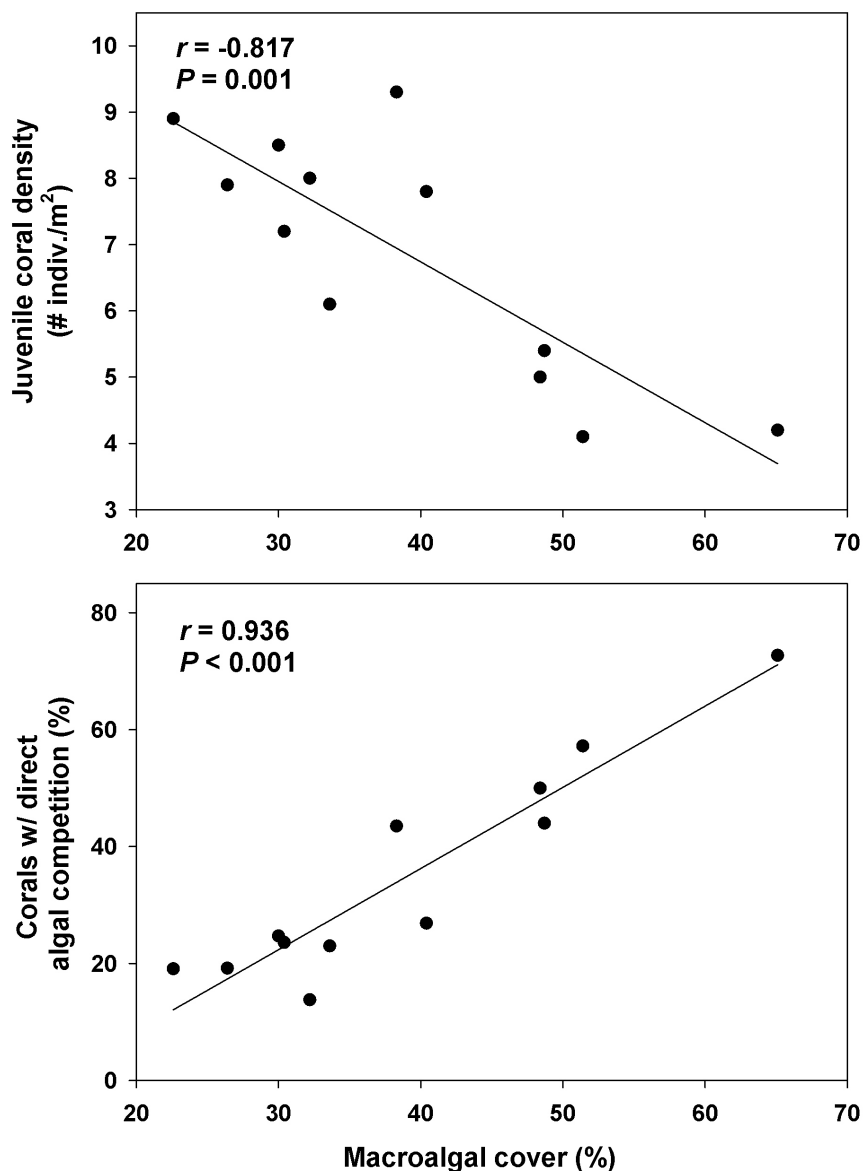 r = -0.817
P = 0.001
10
9
8
7
6
5
4
3
Juvenile coral density
(# indiv./m²)
20 30 40 50 60 70
r = 0.936
P < 0.001
80
60
40
20
0
Corals w/ direct
algal competition (%)
20 30 40 50 60 70
Macroalgal cover (%)